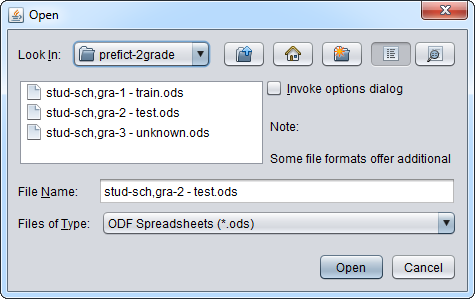 Open
Look In: prefict-2grade
stud-sch,gra-1 - train.ods
stud-sch,gra-2 - test.ods
stud-sch,gra-3 - unknown.ods
Invoke options dialog
Note:
Some file formats offer additional
File Name: stud-sch,gra-2 - test.ods
Files of Type: ODF Spreadsheets (*.ods)
Open Cancel